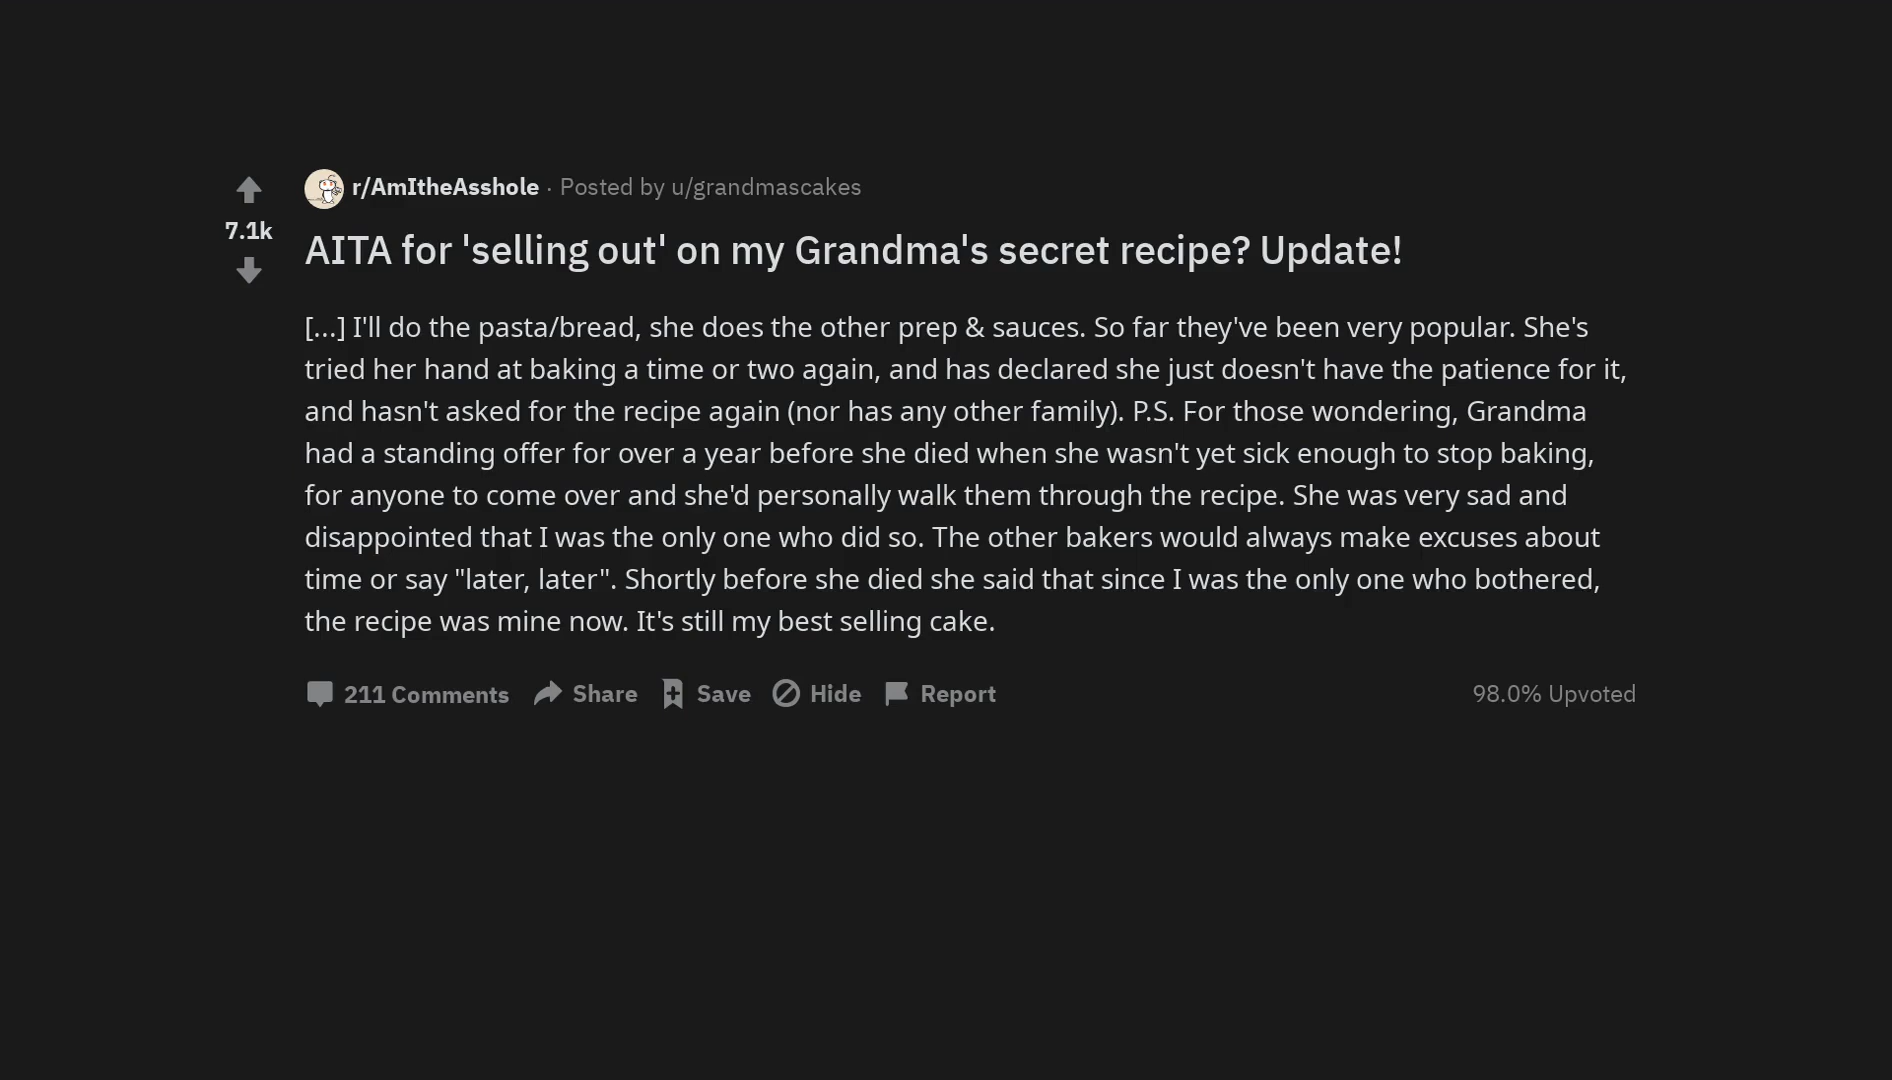 r/AmItheAsshole · Posted by u/grandmascakes
7.1k
AITA for 'selling out' on my Grandma's secret recipe? Update!
[...] I'll do the pasta/bread, she does the other prep & sauces. So far they've been very popular. She's
tried her hand at baking a time or two again, and has declared she just doesn't have the patience for it,
and hasn't asked for the recipe again (nor has any other family). P.S. For those wondering, Grandma
had a standing offer for over a year before she died when she wasn't yet sick enough to stop baking,
for anyone to come over and she'd personally walk them through the recipe. She was very sad and
disappointed that I was the only one who did so. The other bakers would always make excuses about
time or say "later, later". Shortly before she died she said that since I was the only one who bothered,
the recipe was mine now. It's still my best selling cake.
211 Comments Share Save Hide Report 98.0% Upvoted